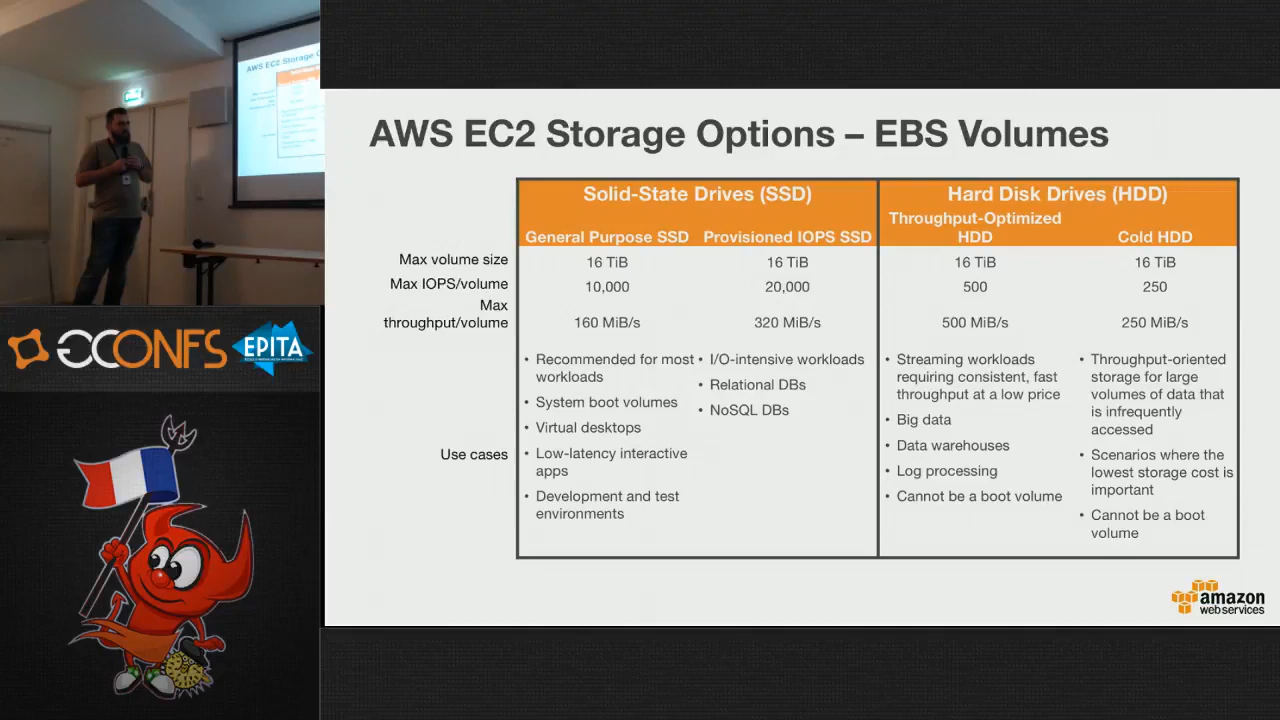 AWS EC2 Storage Options – EBS Volumes
Solid-State Drives (SSD)
Hard Disk Drives (HDD)
General Purpose SSD
Provisioned IOPS SSD
Throughput-Optimized
HDD
Cold HDD
Max volume size
16 TiB
16 TiB
16 TiB
16 TiB
Max IOPS/volume
10,000
20,000
500
250
Max
throughput/volume
160 MiB/s
320 MiB/s
500 MiB/s
250 MiB/s
Use cases
• Recommended for most
workloads
• System boot volumes
• Virtual desktops
• Low-latency interactive
apps
• Development and test
environments
• I/O-intensive workloads
• Relational DBs
• NoSQL DBs
• Streaming workloads
requiring consistent, fast
throughput at a low price
• Big data
• Data warehouses
• Log processing
• Cannot be a boot volume
• Throughput-oriented
storage for large
volumes of data that
is infrequently
accessed
• Scenarios where the
lowest storage cost is
important
• Cannot be a boot
volume
amazon
web services
AWS EC2 Storage
GCONFS
EPITA